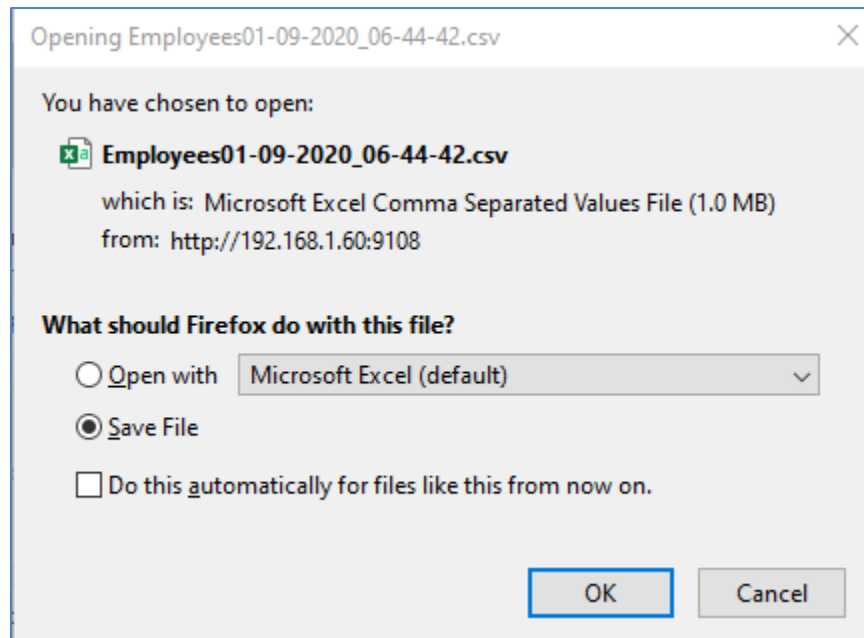 Opening Employees01-09-2020_06-44-42.csv
You have chosen to open:
Employees01-09-2020_06-44-42.csv
which is: Microsoft Excel Comma Separated Values File (1.0 MB)
from: http://192.168.1.60:9108
What should Firefox do with this file?
Open with Microsoft Excel (default)
Save File
Do this automatically for files like this from now on.
OK Cancel